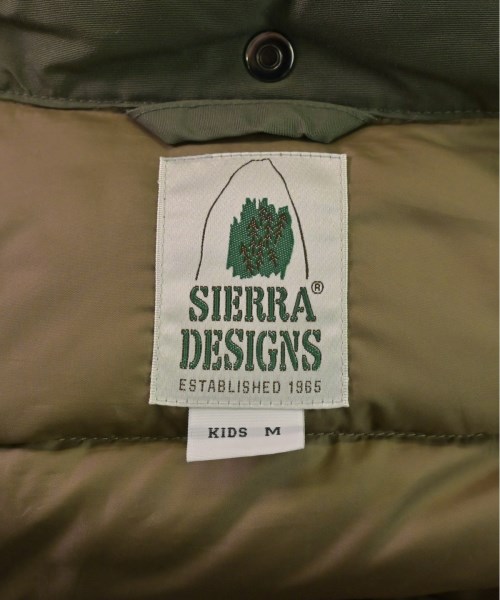 SIERRA®
DESIGNS
ESTABLISHED 1965
KIDS M